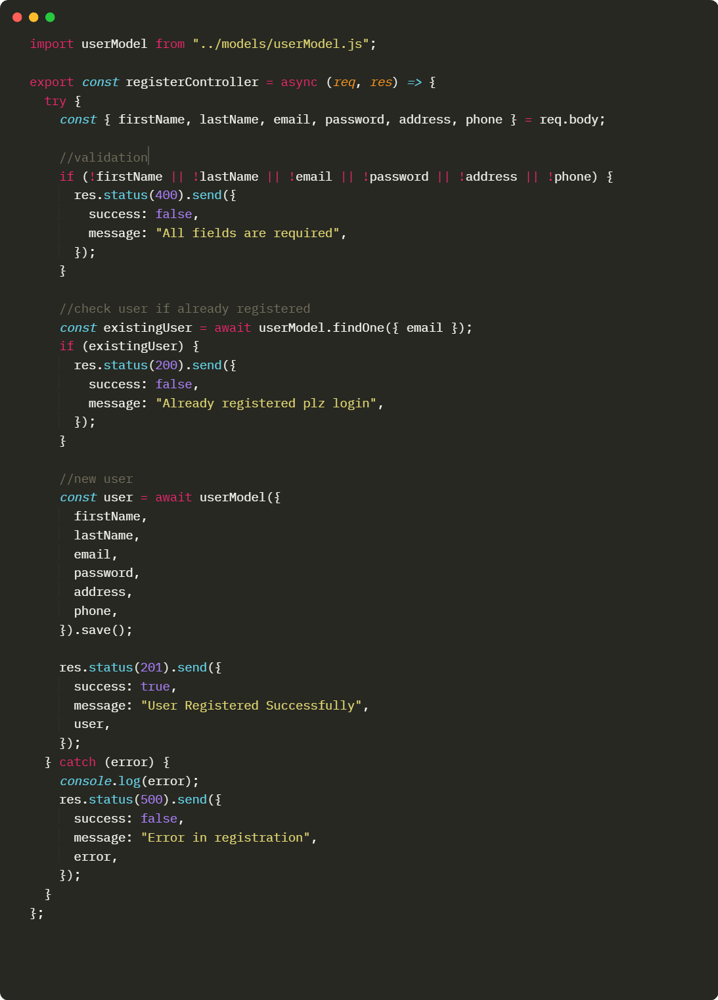 import userModel from "../models/userModel.js";

export const registerController = async (req, res) => {
  try {
    const { firstName, lastName, email, password, address, phone } = req.body;

    //validation
    if (!firstName || !lastName || !email || !password || !address || !phone) {
      res.status(400).send({
        success: false,
        message: "All fields are required",
      });
    }

    //check user if already registered
    const existingUser = await userModel.findOne({ email });
    if (existingUser) {
      res.status(200).send({
        success: false,
        message: "Already registered plz login",
      });
    }

    //new user
    const user = await userModel({
      firstName,
      lastName,
      email,
      password,
      address,
      phone,
    }).save();

    res.status(201).send({
      success: true,
      message: "User Registered Successfully",
      user,
    });
  } catch (error) {
    console.log(error);
    res.status(500).send({
      success: false,
      message: "Error in registration",
      error,
    });
  }
};